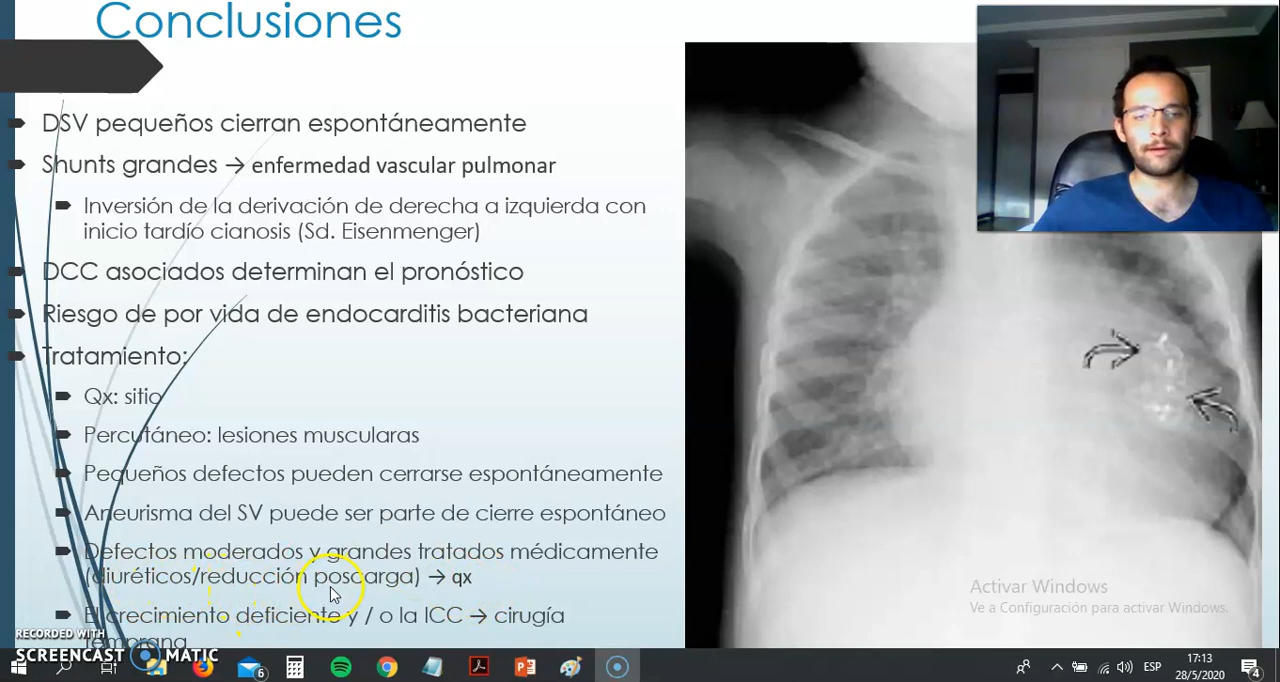 Conclusiones
DSV pequeños cierran espontáneamente
Shunts grandes → enfermedad vascular pulmonar
Inversión de la derivación de derecha a izquierda con
inicio tardío cianosis (Sd. Eisenmenger)
DCC asociados determinan el pronóstico
Riesgo de por vida de endocarditis bacteriana
Tratamiento:
Qx: sitio
Percutáneo: lesiones muscularas
Pequeños defectos pueden cerrarse espontáneamente
Aneurisma del SV puede ser parte de cierre espontáneo
Defectos moderados y grandes tratados médicamente
(diuréticos/reducción poscarga) → qx
El crecimiento deficiente y / o la ICC → cirugía
temprana
Activar Windows
Ve a Configuración para activar Windows.
RECORDED WITH
SCREENCAST MATIC
6
ESP
17:13
28/5/2020
4